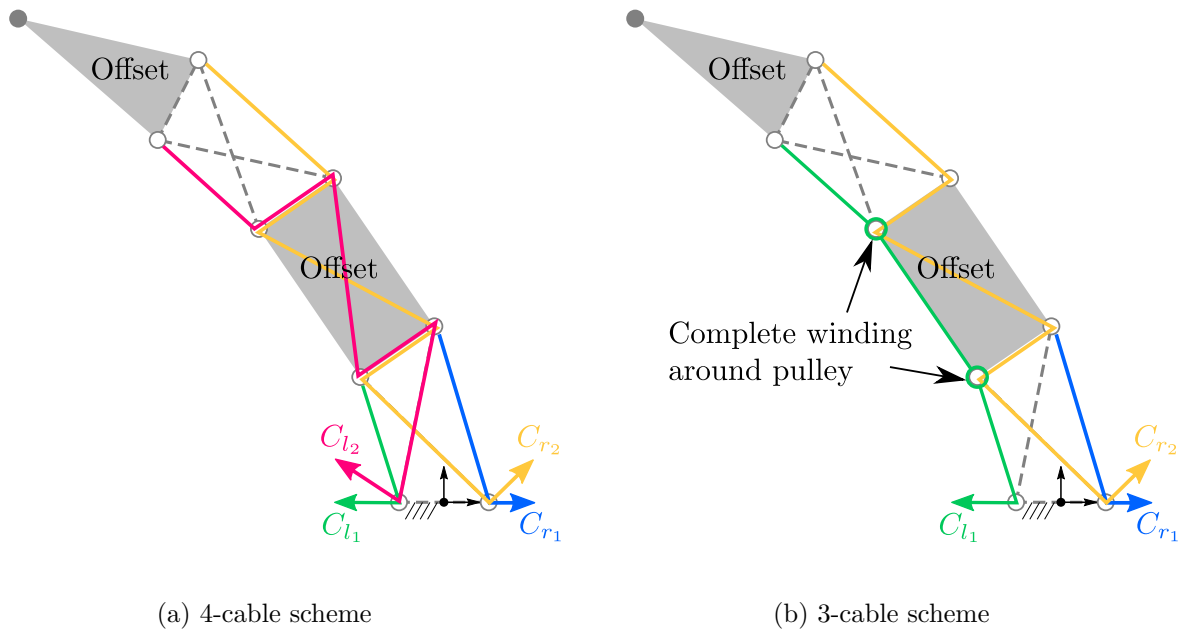 Offset
Offset
C_{l_2}
C_{r_2}
C_{l_1}
C_{r_1}
(a) 4-cable scheme
Offset
Offset
Complete winding
around pulley
C_{r_2}
C_{l_1}
C_{r_1}
(b) 3-cable scheme